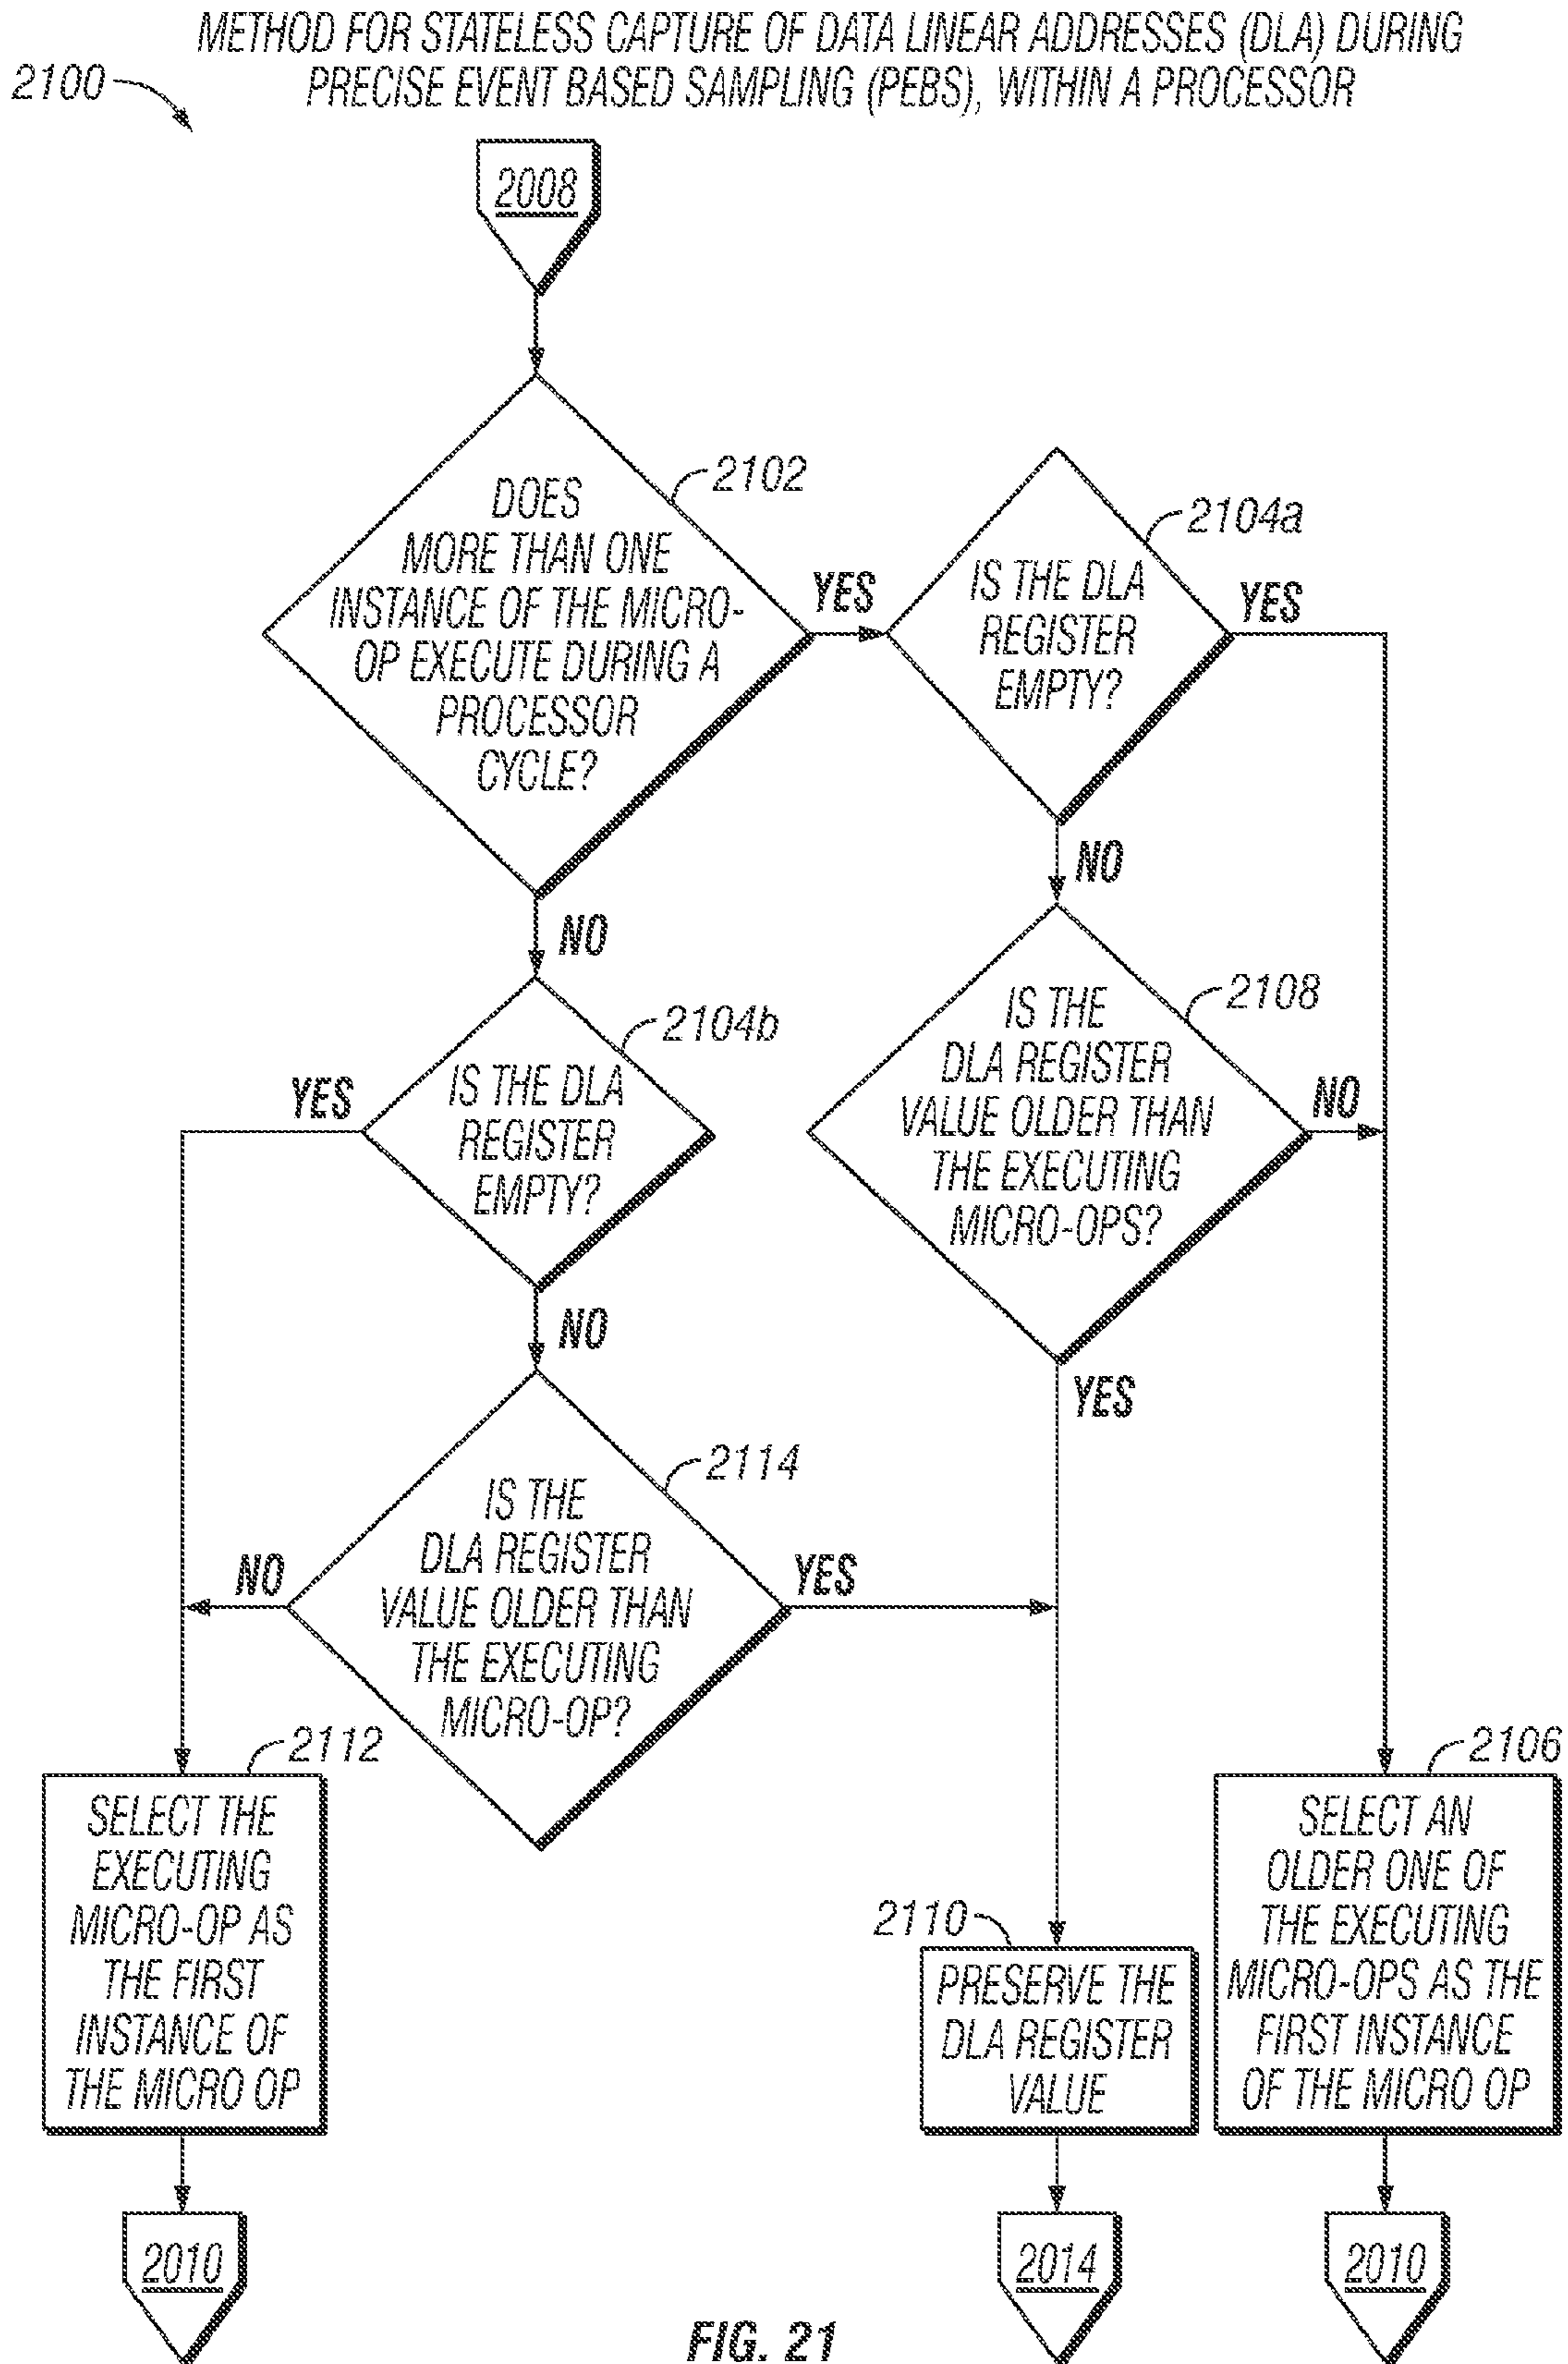 METHOD FOR STATELESS CAPTURE OF DATA LINEAR ADDRESSES (DLA) DURING
PRECISE EVENT BASED SAMPLING (PEBS), WITHIN A PROCESSOR
2100
2008
2102
DOES
MORE THAN ONE
INSTANCE OF THE MICRO-
OP EXECUTE DURING A
PROCESSOR
CYCLE?
YES
NO
2104a
IS THE DLA
REGISTER
EMPTY?
YES
NO
2108
IS THE
DLA REGISTER
VALUE OLDER THAN
THE EXECUTING
MICRO-OPS?
NO
YES
2104b
IS THE DLA
REGISTER
EMPTY?
YES
NO
2114
IS THE
DLA REGISTER
VALUE OLDER THAN
THE EXECUTING
MICRO-OP?
NO
YES
2112
SELECT THE
EXECUTING
MICRO-OP AS
THE FIRST
INSTANCE OF
THE MICRO OP
2110
PRESERVE THE
DLA REGISTER
VALUE
2106
SELECT AN
OLDER ONE OF
THE EXECUTING
MICRO-OPS AS THE
FIRST INSTANCE
OF THE MICRO OP
2010
2014
2010
FIG. 21